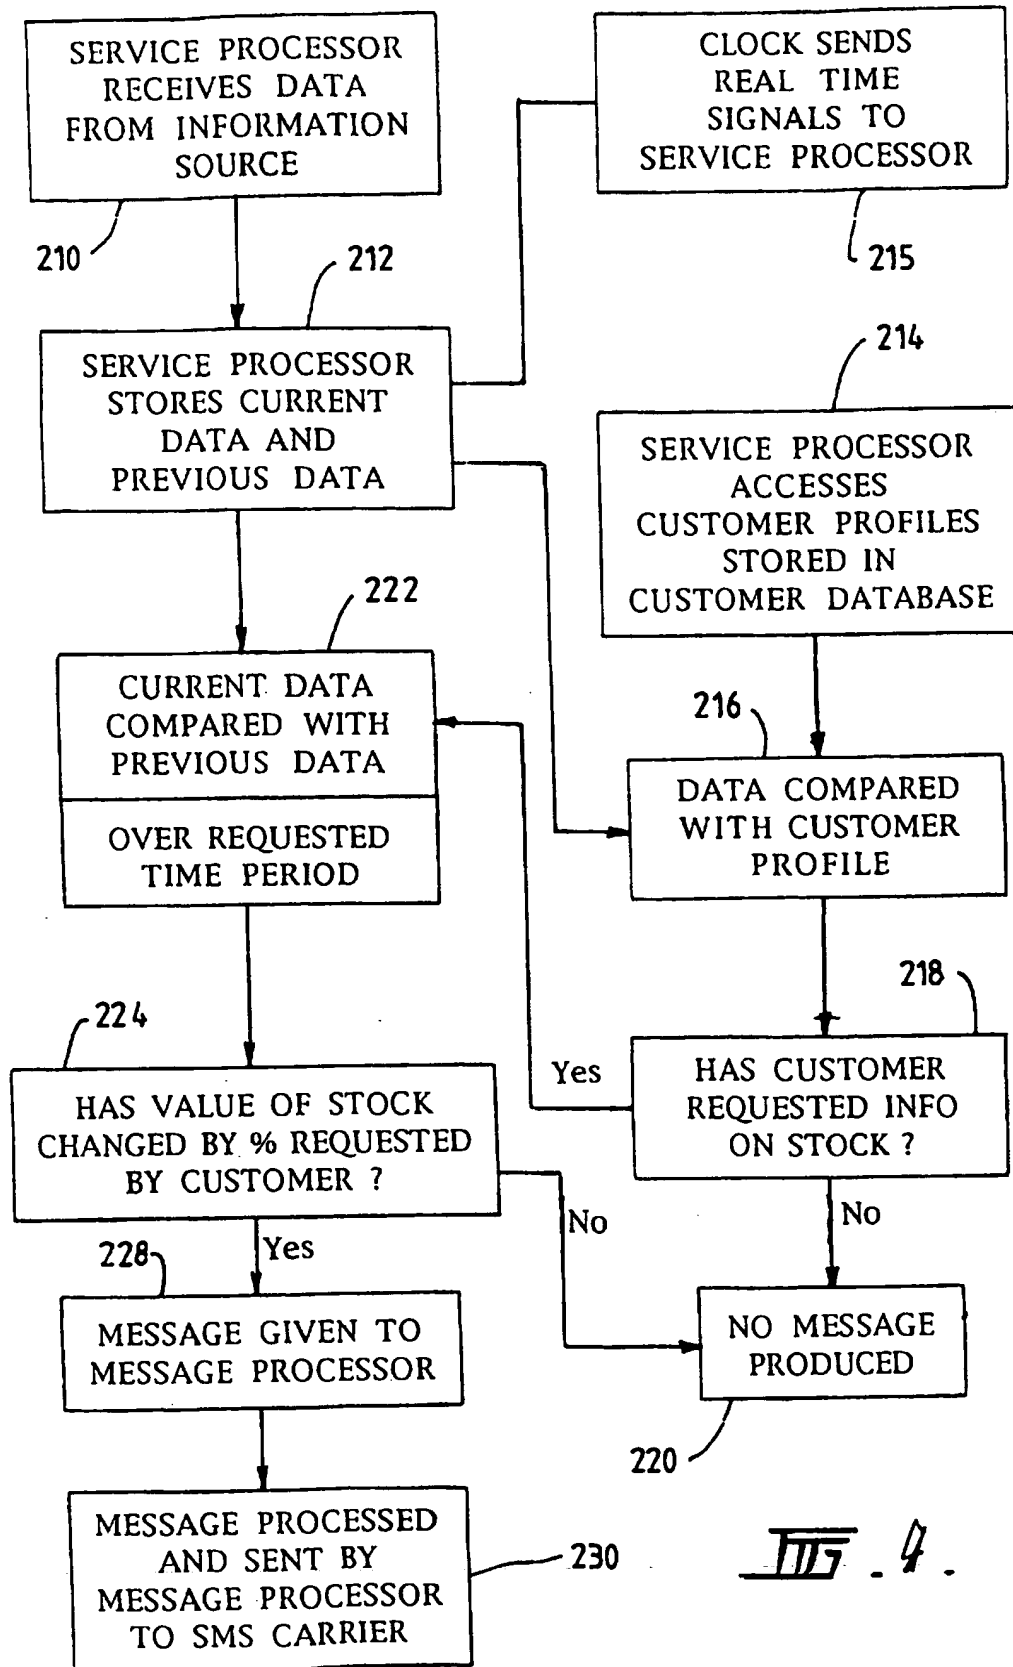 SERVICE PROCESSOR
RECEIVES DATA
FROM INFORMATION
SOURCE
210
CLOCK SENDS
REAL TIME
SIGNALS TO
SERVICE PROCESSOR
215
212
SERVICE PROCESSOR
STORES CURRENT
DATA AND
PREVIOUS DATA
214
SERVICE PROCESSOR
ACCESSES
CUSTOMER PROFILES
STORED IN
CUSTOMER DATABASE
222
CURRENT DATA
COMPARED WITH
PREVIOUS DATA
OVER REQUESTED
TIME PERIOD
216
DATA COMPARED
WITH CUSTOMER
PROFILE
218
HAS CUSTOMER
REQUESTED INFO
ON STOCK ?
Yes
No
224
HAS VALUE OF STOCK
CHANGED BY % REQUESTED
BY CUSTOMER ?
No
Yes
228
MESSAGE GIVEN TO
MESSAGE PROCESSOR
NO MESSAGE
PRODUCED
220
MESSAGE PROCESSED
AND SENT BY
MESSAGE PROCESSOR
TO SMS CARRIER
230